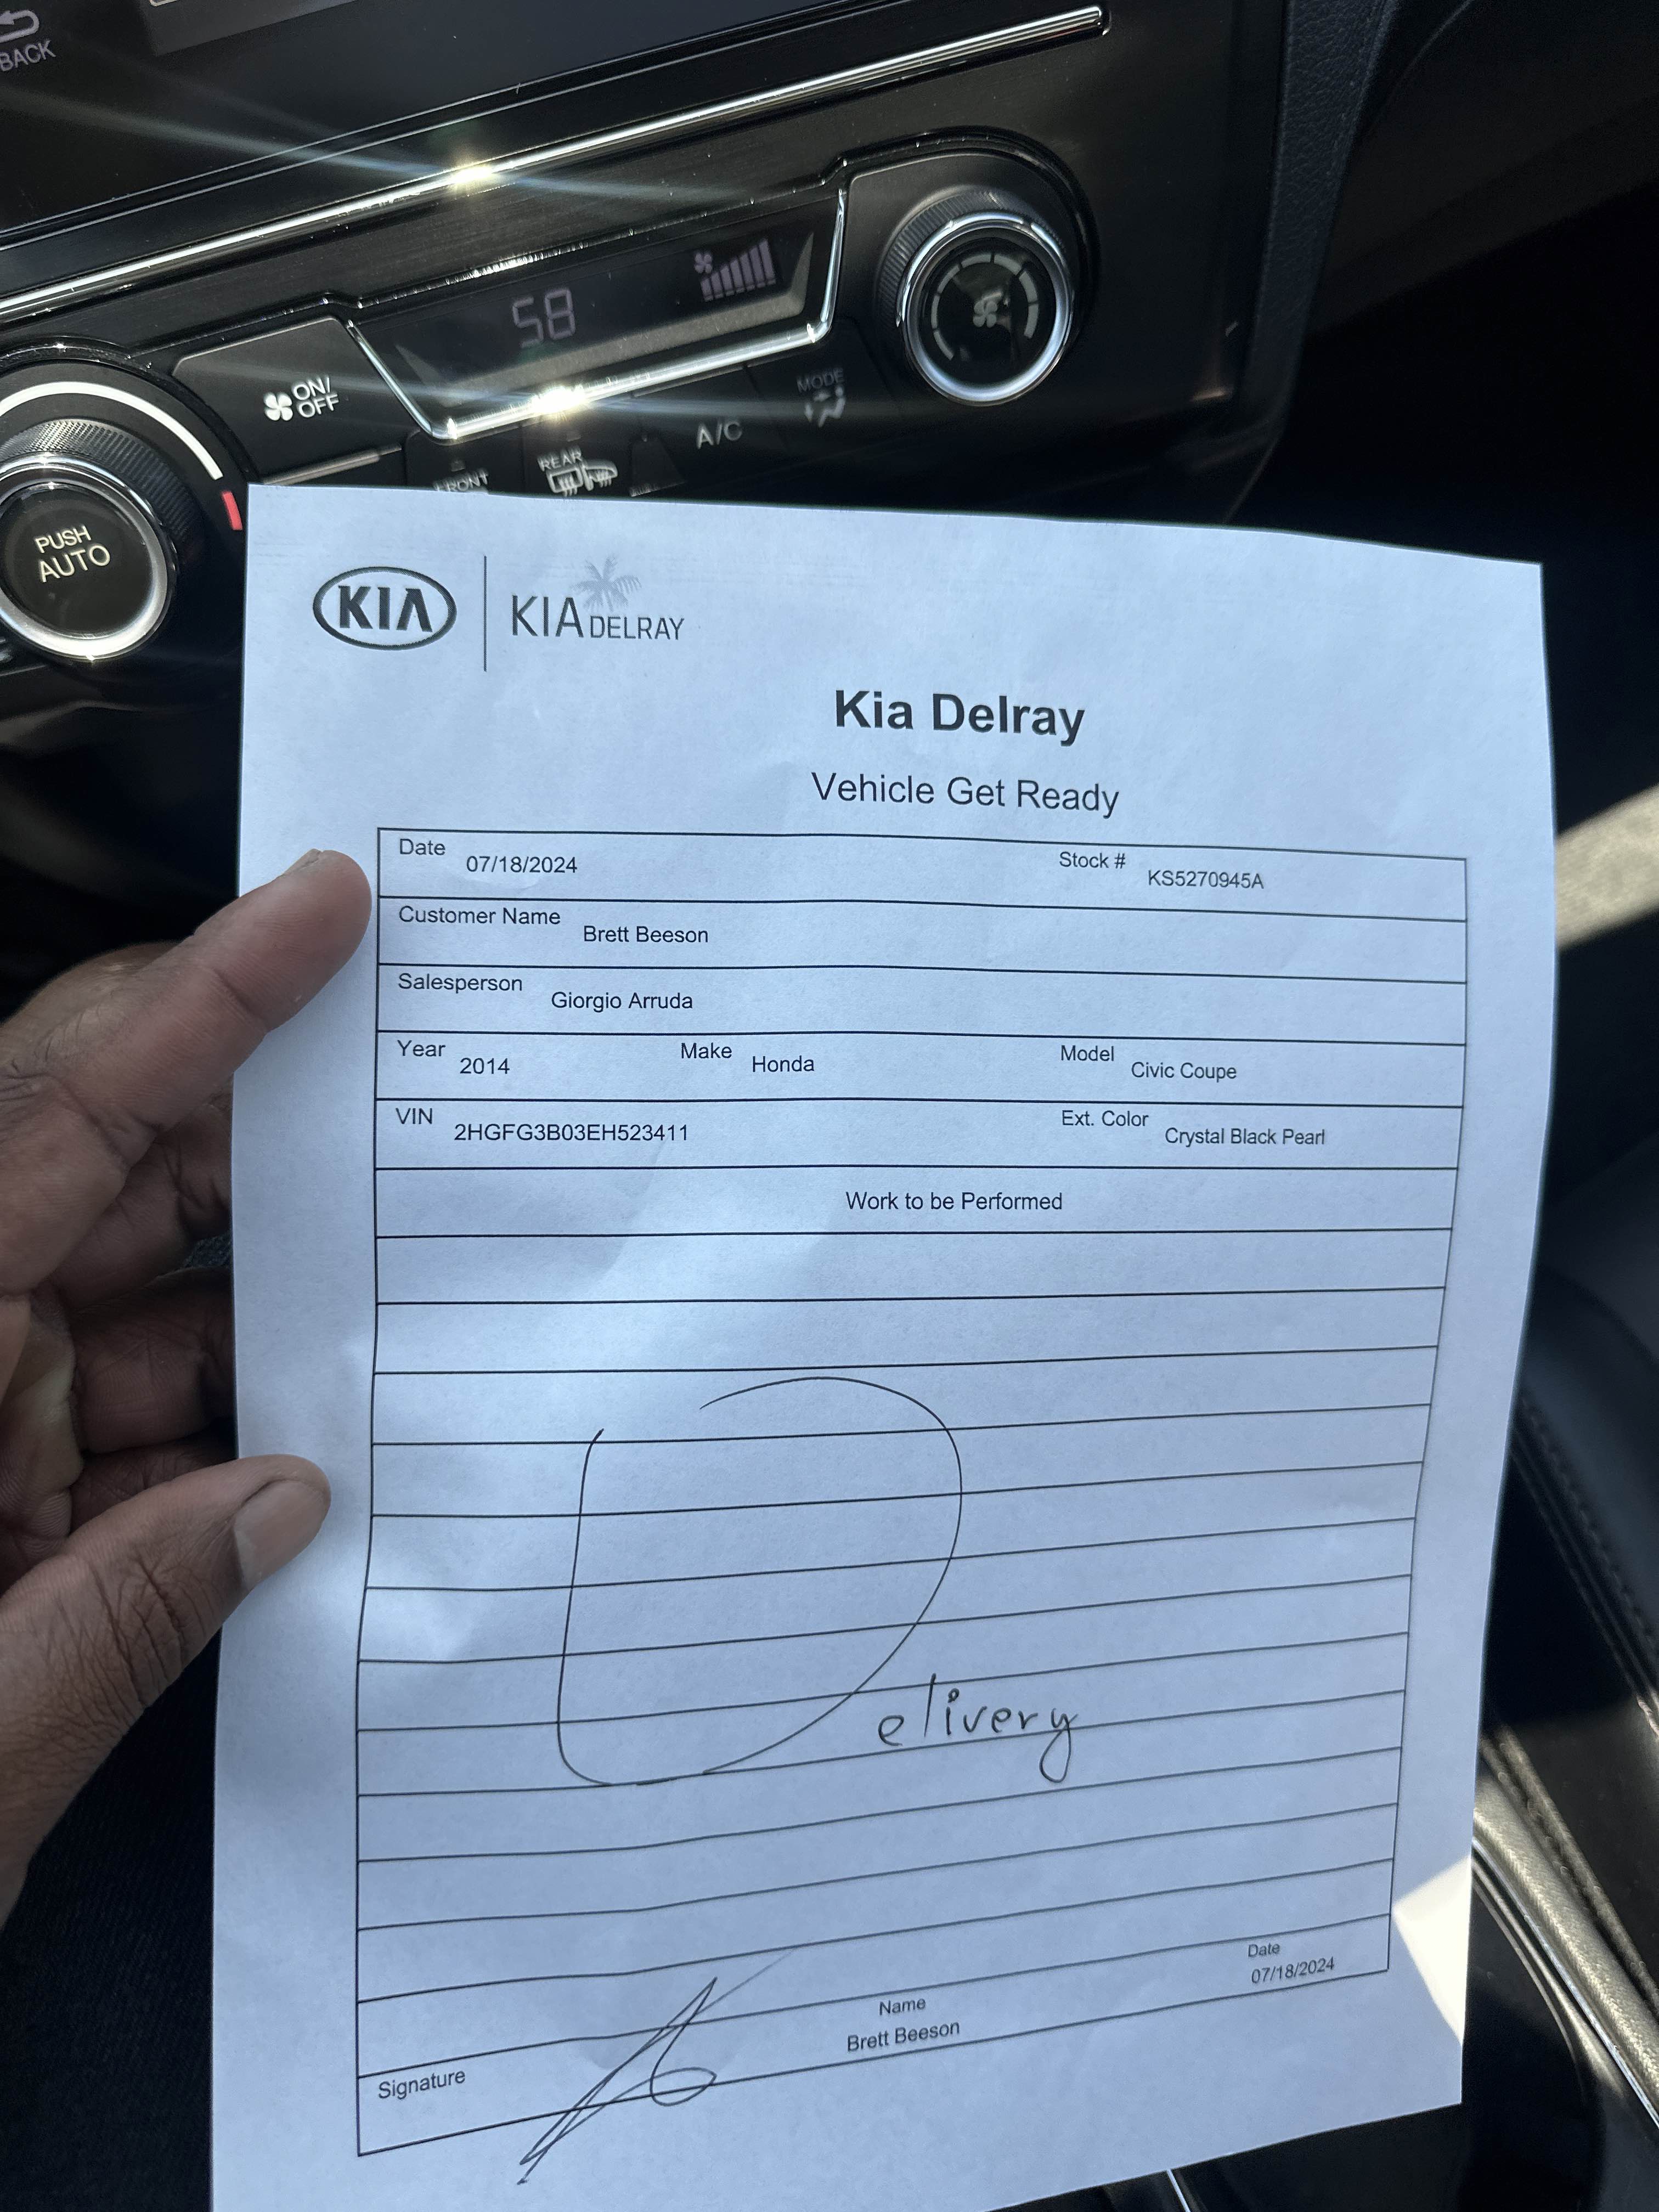 BACK
58
ON/
OFF
MODE
A/C
REAR
FRONT
PUSH
AUTO
KIA KIA DELRAY
Kia Delray
Vehicle Get Ready
Date 07/18/2024 Stock # KS5270945A
Customer Name Brett Beeson
Salesperson Giorgio Arruda
Year 2014 Make Honda Model Civic Coupe
VIN 2HGFG3B03EH523411 Ext. Color Crystal Black Pearl
Work to be Performed
Delivery
Signature Name Date
Brett Beeson 07/18/2024